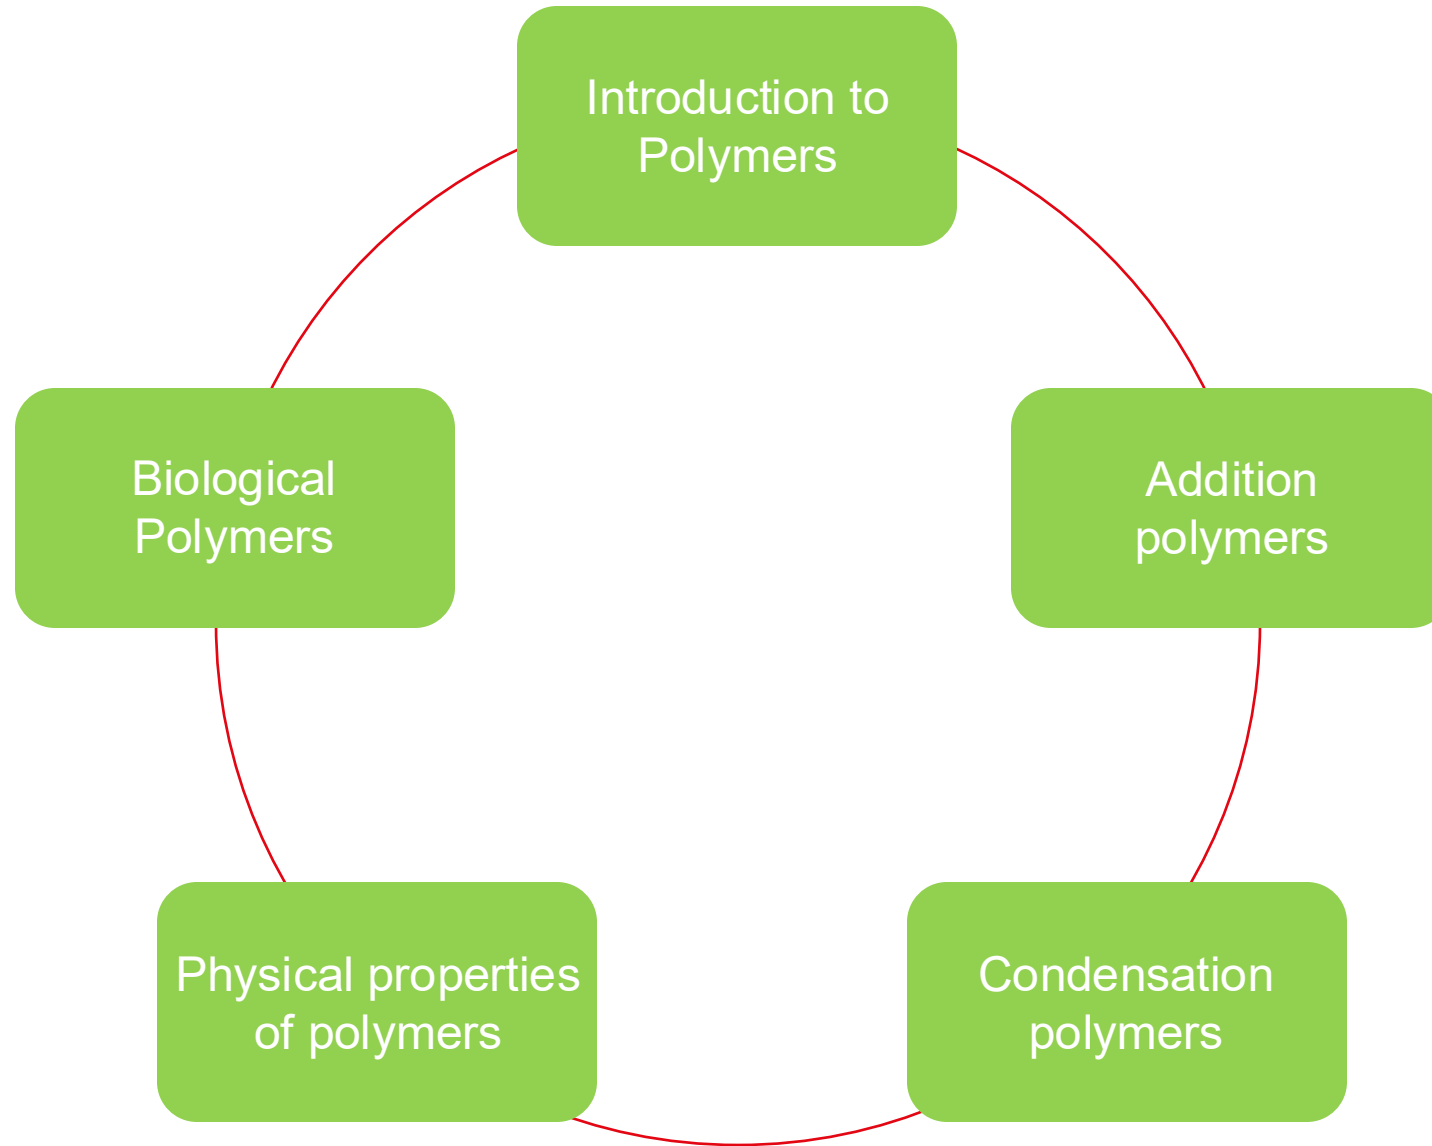 Introduction to
Polymers
Addition
polymers
Condensation
polymers
Physical properties
of polymers
Biological
Polymers